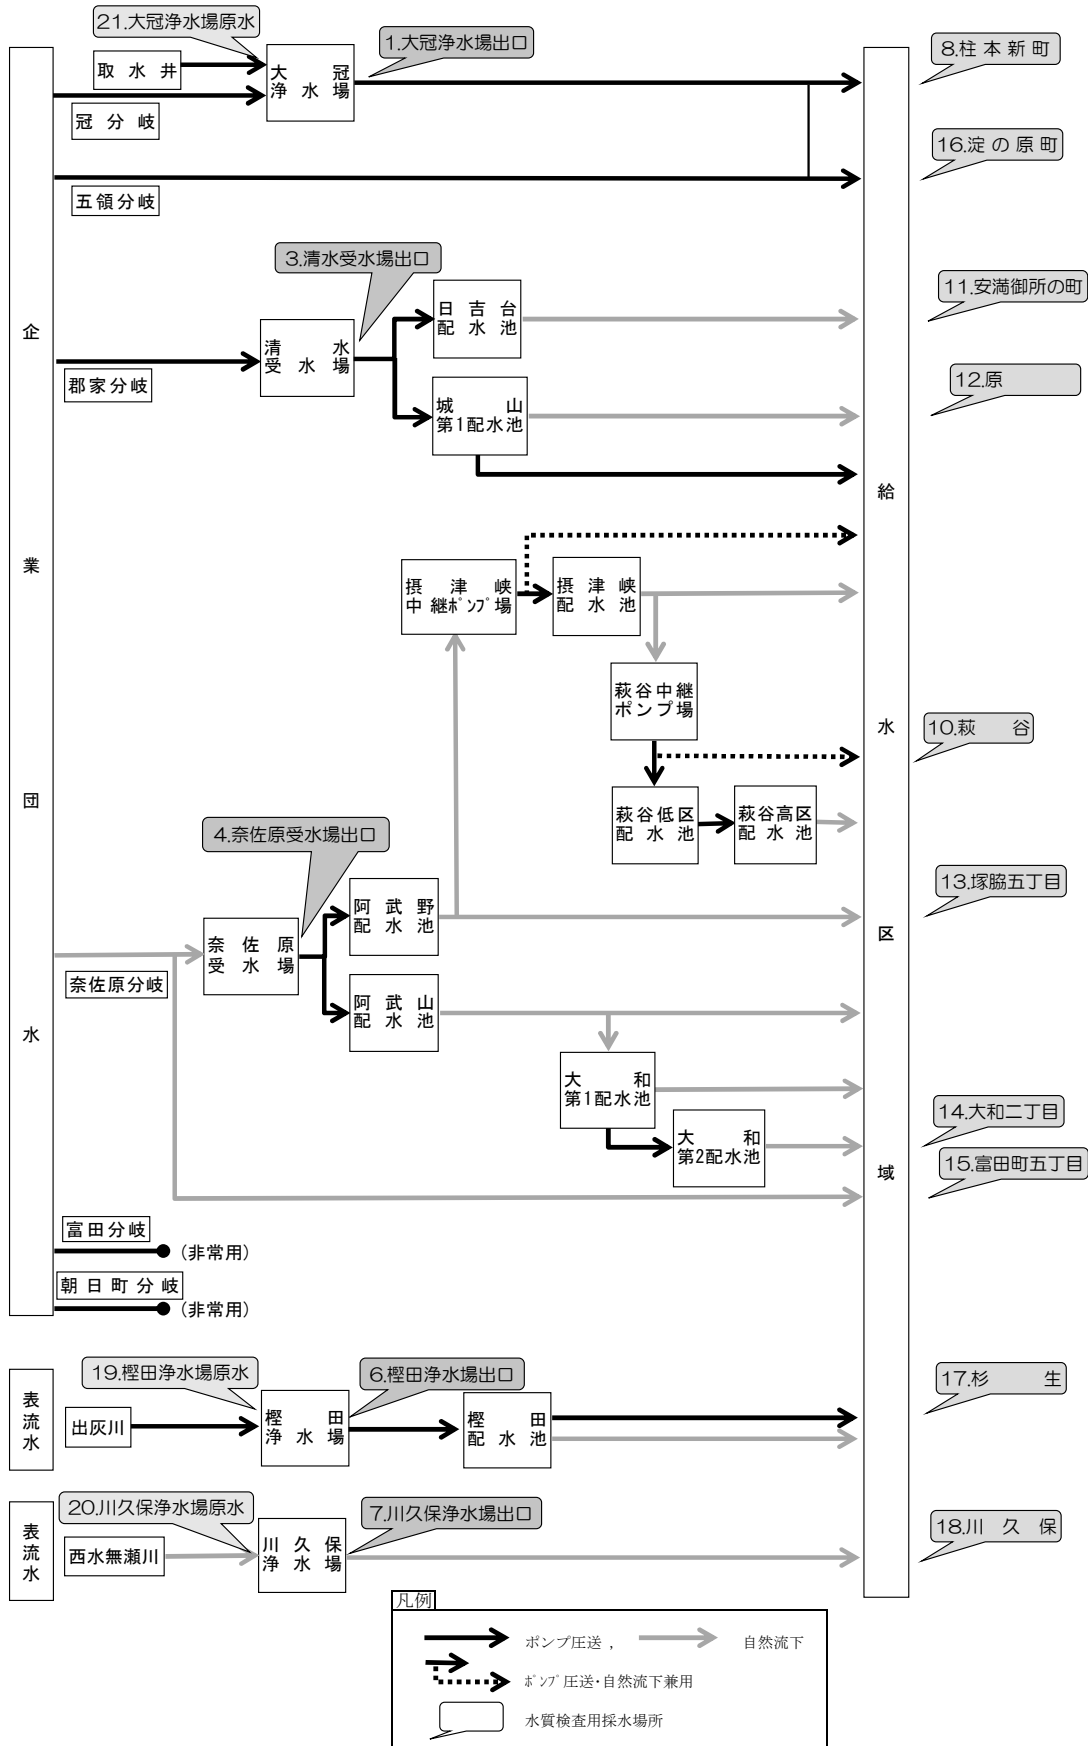 21.大冠浄水場原水
1.大冠浄水場出口
8.柱本新町
取水井
大冠
浄水場
冠分岐
16.淀の原町
五領分岐
3.清水受水場出口
11.安満御所の町
日吉台
配水池
清水
受水場
郡家分岐
12.原
城山
第1配水池
企業団水
給水区域
摂津峡
中継ﾎﾟﾝﾌﾟ場
摂津峡
配水池
萩谷中継
ポンプ場
10.萩谷
萩谷低区
配水池
萩谷高区
配水池
4.奈佐原受水場出口
13.塚脇五丁目
阿武野
配水池
奈佐原
受水場
奈佐原分岐
阿武山
配水池
大和
第1配水池
14.大和二丁目
大和
第2配水池
15.富田町五丁目
富田分岐
(非常用)
朝日町分岐
(非常用)
表流水
19.樫田浄水場原水
6.樫田浄水場出口
17.杉生
出灰川
樫田
浄水場
樫田
配水池
表流水
20.川久保浄水場原水
7.川久保浄水場出口
18.川久保
西水無瀬川
川久保
浄水場
凡例
ポンプ圧送，
自然流下
ﾎﾟﾝﾌﾟ圧送・自然流下兼用
水質検査用採水場所